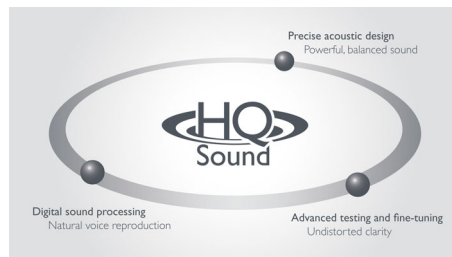 Precise acoustic design
Powerful, balanced sound
HQ
Sound
Digital sound processing
Natural voice reproduction
Advanced testing and fine-tuning
Undistorted clarity